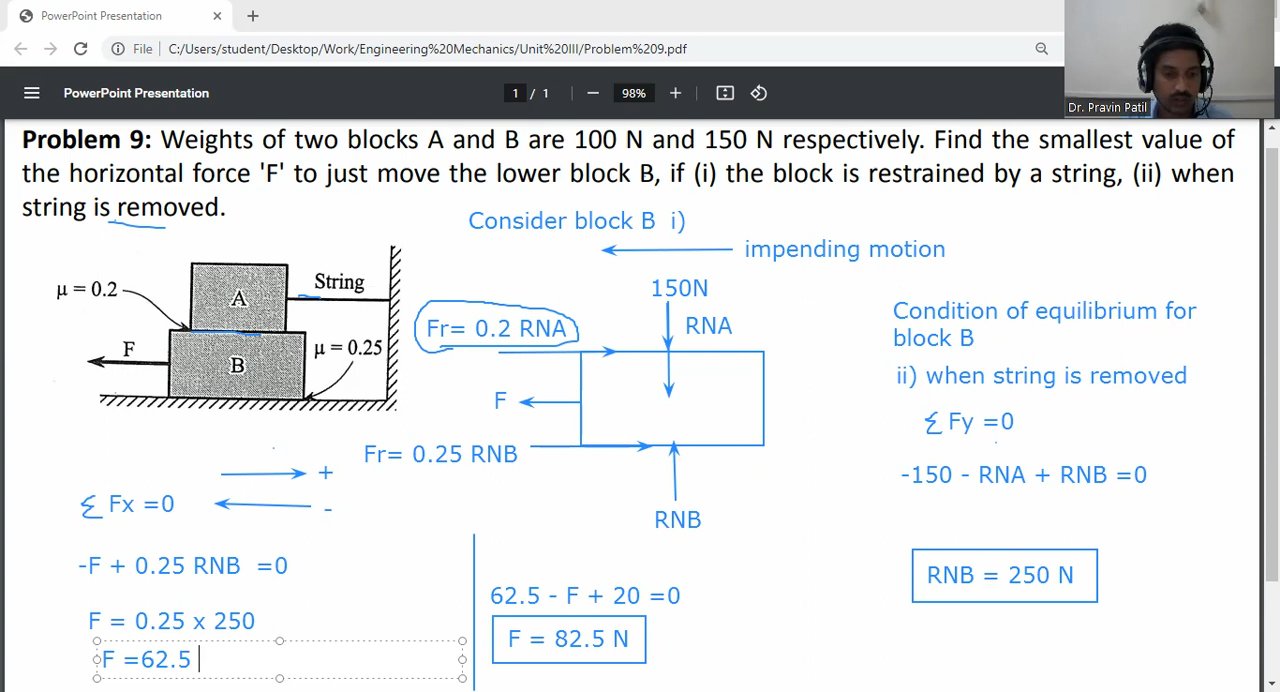 PowerPoint Presentation
File
C:/Users/student/Desktop/Work/Engineering%20Mechanics/Unit%20III/Problem%209.pdf
PowerPoint Presentation
1 / 1
98%
Dr. Pravin Patil
Problem 9: Weights of two blocks A and B are 100 N and 150 N respectively. Find the smallest value of
the horizontal force 'F' to just move the lower block B, if (i) the block is restrained by a string, (ii) when
string is removed.
Consider block B i)
impending motion
μ = 0.2
A
String
F
B
μ = 0.25
150N
RNA
Fr= 0.2 RNA
F
Fr= 0.25 RNB
RNB
Condition of equilibrium for
block B
ii) when string is removed
Σ Fy =0
-150 - RNA + RNB =0
RNB = 250 N
+
-
Σ Fx =0
-F + 0.25 RNB =0
F = 0.25 x 250
F =62.5
62.5 - F + 20 =0
F = 82.5 N